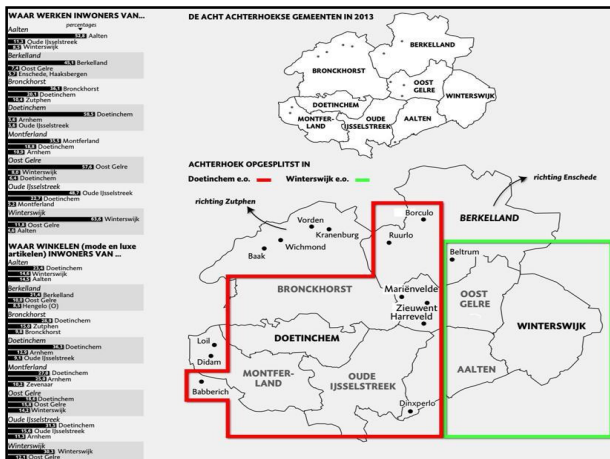 WAAR WERKEN INWONERS VAN...
percentages
Aalten
Aalten
Oude IJsselstreek
Winterswijk
Berkelland
Berkelland
Oost Gelre
Enschede, Haaksbergen
Bronckhorst
Bronckhorst
Doetinchem
Zutphen
Doetinchem
Doetinchem
Arnhem
Oude IJsselstreek
Montferland
Montferland
Doetinchem
Arnhem
Oost Gelre
Oost Gelre
Winterswijk
Doetinchem
Oude IJsselstreek
Oude IJsselstreek
Doetinchem
Montferland
Winterswijk
Winterswijk
Oost Gelre
Aalten
WAAR WINKELEN (mode en luxe
artikelen) INWONERS VAN ...
Aalten
Doetinchem
Winterswijk
Aalten
Berkelland
Berkelland
Oost Gelre
Hengelo (O)
Bronckhorst
Doetinchem
Zutphen
Bronckhorst
Doetinchem
Doetinchem
Arnhem
Oude IJsselstreek
Montferland
Doetinchem
Arnhem
Zevenaar
Oost Gelre
Doetinchem
Oost Gelre
Winterswijk
Oude IJsselstreek
Doetinchem
Oude IJsselstreek
Arnhem
Winterswijk
Winterswijk
Oost Gelre
DE ACHT ACHTERHOEKSE GEMEENTEN IN 2013
BERKELLAND
BRONCKHORST
OOST
GELRE
WINTERSWIJK
DOETINCHEM
MONTFER-
LAND
OUDE
IJSSELSTREEK
AALTEN
ACHTERHOEK OPGESPLITST IN
Doetinchem e.o.
Winterswijk e.o.
richting Enschede
richting Zutphen
Borculo
BERKELLAND
Vorden
Kranenburg
Ruurlo
Wichmond
Baak
Beltrum
BRONCKHORST
Mariënvelde
OOST
GELRE
Zieuwent
Harreveld
WINTERSWIJK
DOETINCHEM
Loil
Didam
MONTFER-
LAND
OUDE
IJSSELSTREEK
AALTEN
Babberich
Dinxperlo